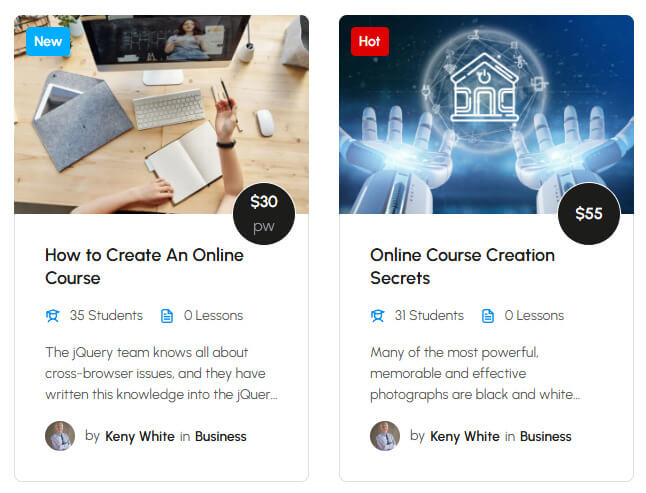 New
$30
pw
How to Create An Online
Course
35 Students 0 Lessons
The jQuery team knows all about
cross-browser issues, and they have
written this knowledge into the jQuer...
by Keny White in Business
Hot
$55
Online Course Creation
Secrets
31 Students 0 Lessons
Many of the most powerful,
memorable and effective
photographs are black and white...
by Keny White in Business